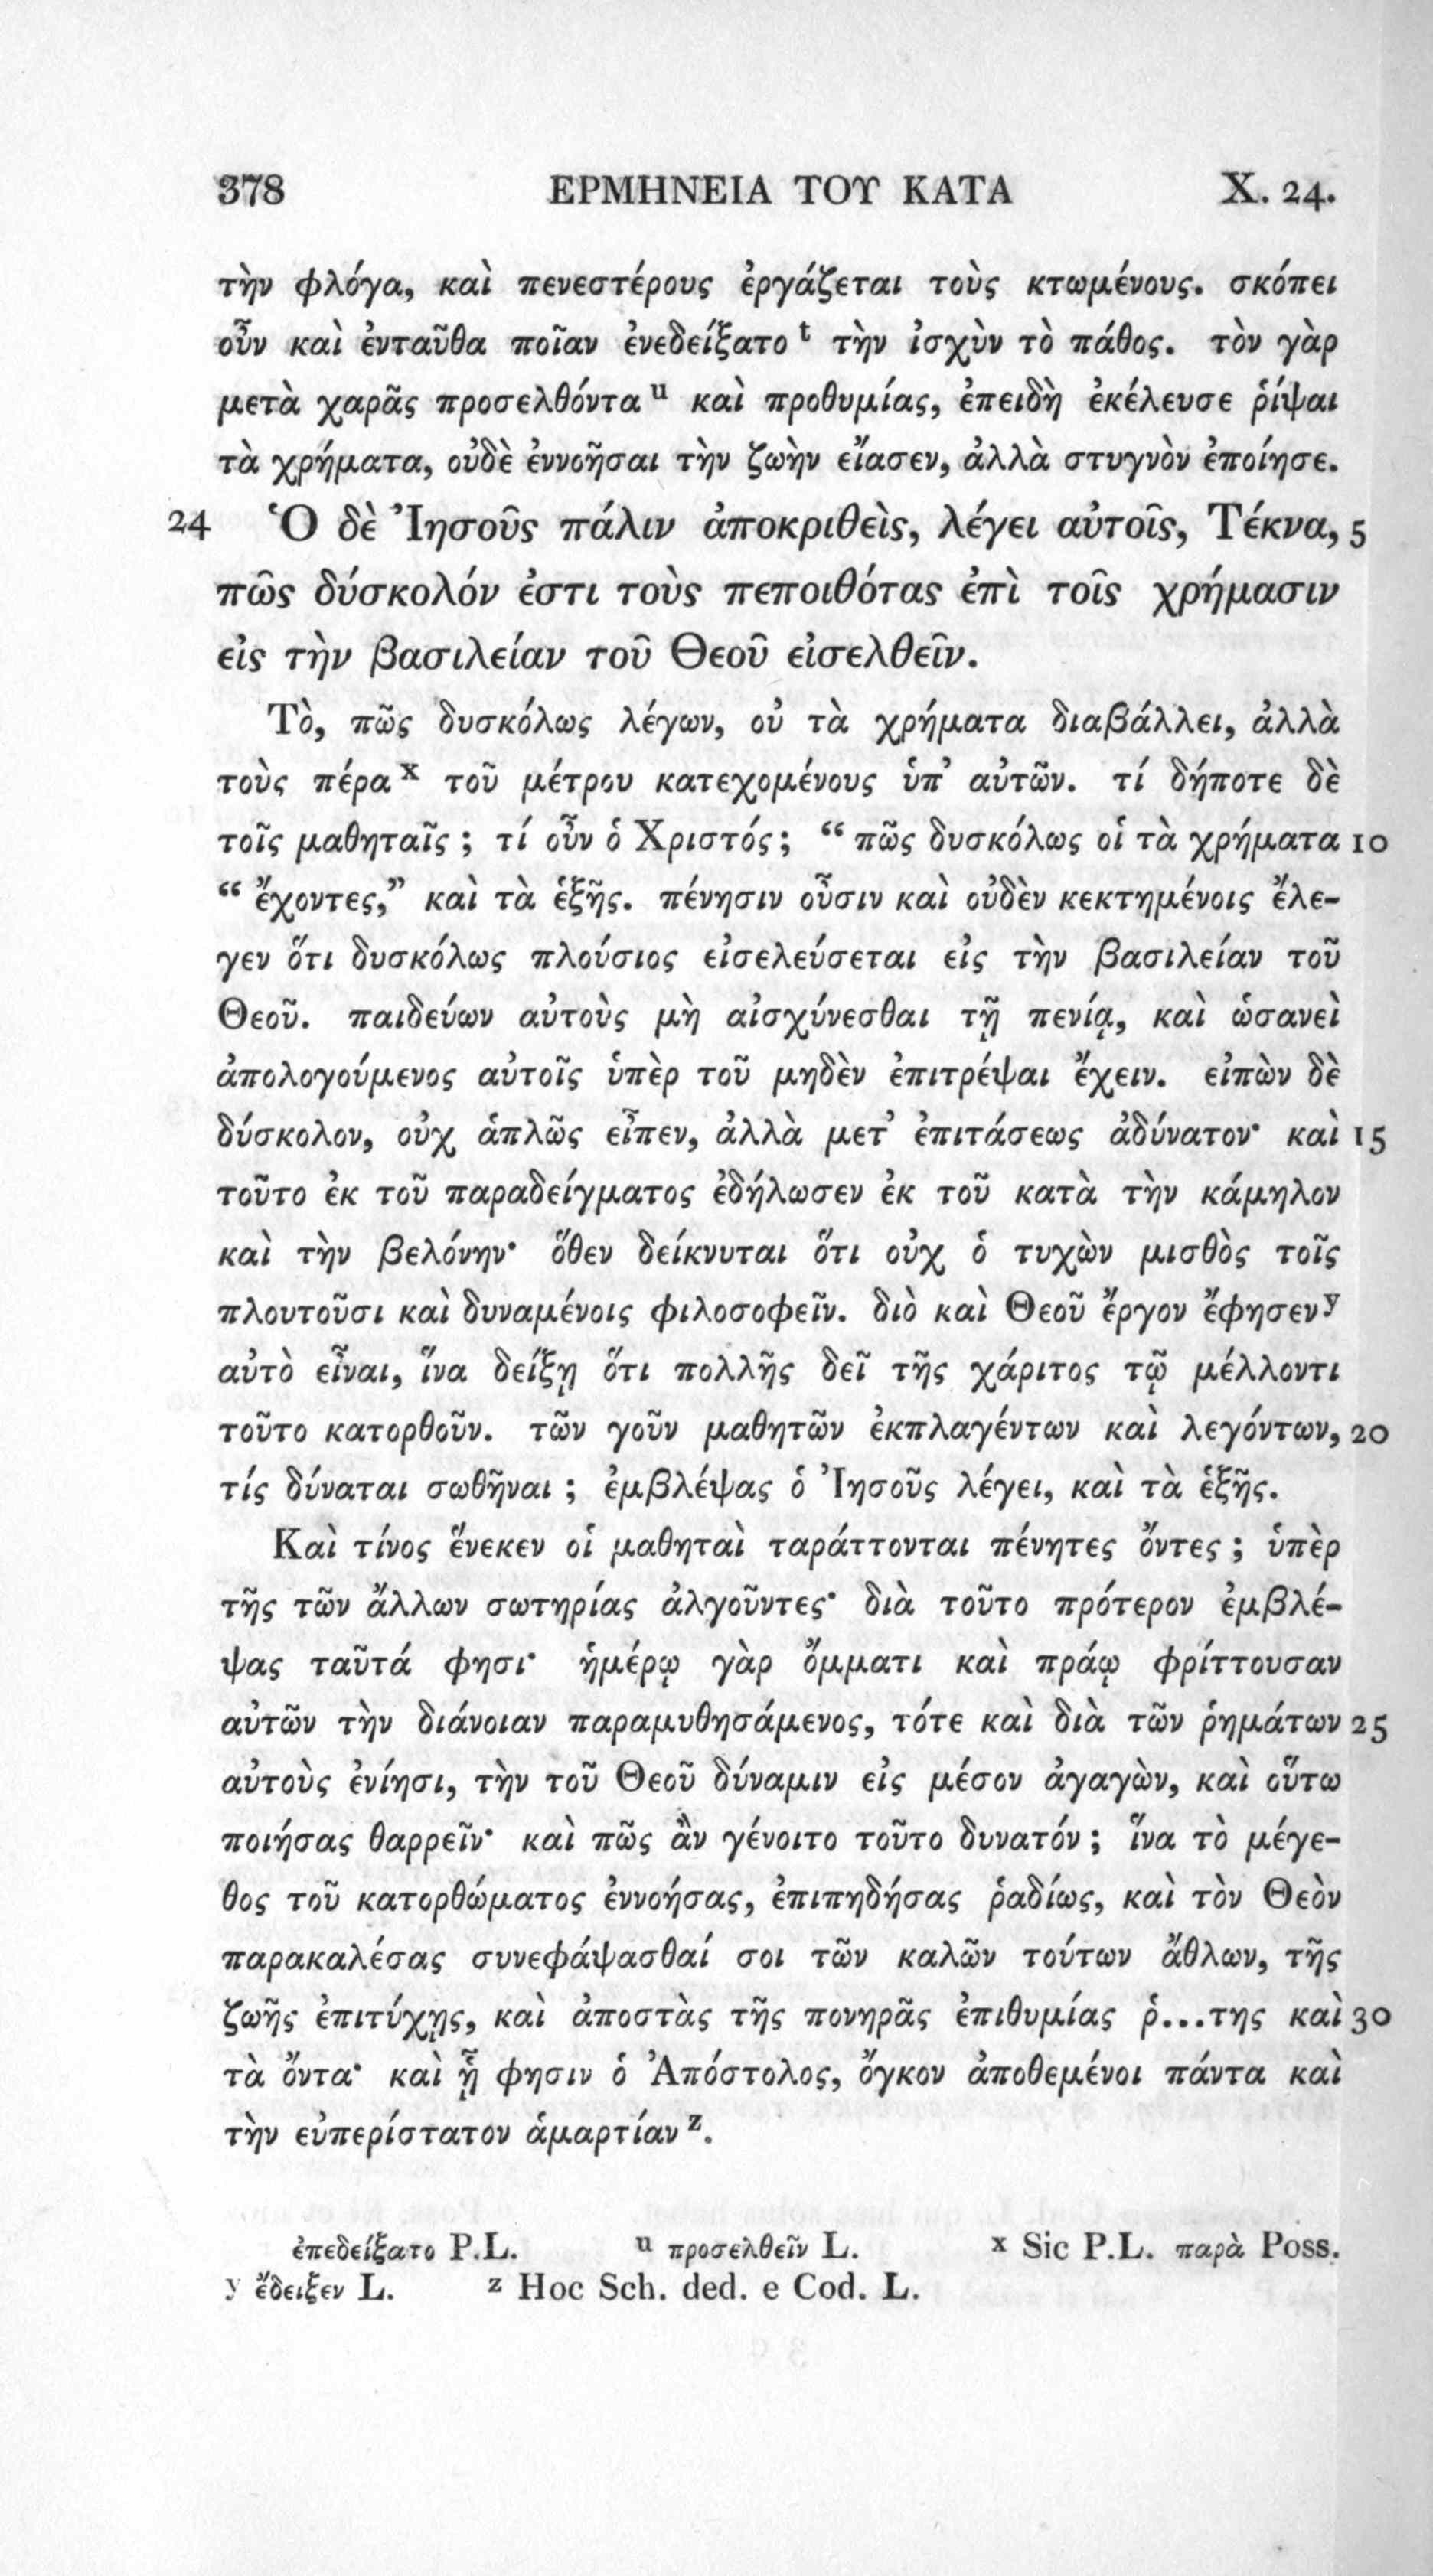 378 ΕΡΜΗΝΕΙΑ ΤΟΥ ΚΑΤΑ X. 24.
τὴν φλόγα, καὶ πενεστέρους ἐργάζεται τοὺς κτωμένους. σκόπει
οὖν καὶ ἐνταῦθα ποῖαν ἐνεδείξατο t τὴν ἰσχὺν τὸ πάθος. τὸν γὰρ
μετὰ χαρᾶς προσελθόντα u καὶ προθυμίας, ἐπειδὴ ἐκέλευσε ῥίψαι
τὰ χρήματα, οὐδὲ ἐννοῆσαι τὴν ζωὴν εἴασεν, ἀλλὰ στυγνὸν ἐποίησε.
24 Ὁ δὲ Ἰησοῦς πάλιν ἀποκριθεὶς, λέγει αὐτοῖς, Τέκνα, 5
πῶς δύσκολόν ἐστι τοὺς πεποιθότας ἐπὶ τοῖς χρήμασιν
εἰς τὴν βασιλείαν τοῦ Θεοῦ εἰσελθεῖν.
Τὸ, πῶς δυσκόλως λέγων, οὐ τὰ χρήματα διαβάλλει, ἀλλὰ
τοὺς πέρα x τοῦ μέτρου κατεχομένους ὑπ᾽ αὐτῶν. τί δήποτε δὲ
τοῖς μαθηταῖς ; τί οὖν ὁ Χριστός ; “ πῶς δυσκόλως οἱ τὰ χρήματα 10
“ ἔχοντες,” καὶ τὰ ἑξῆς. πένησιν οὖσιν καὶ οὐδὲν κεκτημένοις ἔλε-
γεν ὅτι δυσκόλως πλούσιος εἰσελεύσεται εἰς τὴν βασιλείαν τοῦ
Θεοῦ. παιδεύων αὐτοὺς μὴ αἰσχύνεσθαι τῇ πενίᾳ, καὶ ὡσανεὶ
ἀπολογούμενος αὐτοῖς ὑπὲρ τοῦ μηδὲν ἐπιτρέψαι ἔχειν. εἰπὼν δὲ
δύσκολον, οὐχ ἁπλῶς εἶπεν, ἀλλὰ μετ᾽ ἐπιτάσεως ἀδύνατον· καὶ 15
τοῦτο ἐκ τοῦ παραδείγματος ἐδήλωσεν ἐκ τοῦ κατὰ τὴν κάμηλον
καὶ τὴν βελόνην· ὅθεν δείκνυται ὅτι οὐχ ὁ τυχὼν μισθὸς τοῖς
πλουτοῦσι καὶ δυναμένοις φιλοσοφεῖν. διὸ καὶ Θεοῦ ἔργον ἔφησεν y
αὐτὸ εἶναι, ἵνα δείξῃ ὅτι πολλῆς δεῖ τῆς χάριτος τῷ μέλλοντι
τοῦτο κατορθοῦν. τῶν γοῦν μαθητῶν ἐκπλαγέντων καὶ λεγόντων, 20
τίς δύναται σωθῆναι ; ἐμβλέψας ὁ Ἰησοῦς λέγει, καὶ τὰ ἑξῆς.
Καὶ τίνος ἕνεκεν οἱ μαθηταὶ ταράττονται πένητες ὄντες ; ὑπὲρ
τῆς τῶν ἄλλων σωτηρίας ἀλγοῦντες· διὰ τοῦτο πρότερον ἐμβλέ-
ψας ταῦτά φησι· ἡμέρῳ γὰρ ὄμματι καὶ πράῳ φρίττουσαν
αὐτῶν τὴν διάνοιαν παραμυθησάμενος, τότε καὶ διὰ τῶν ῥημάτων 25
αὐτοὺς ἐνίησι, τὴν τοῦ Θεοῦ δύναμιν εἰς μέσον ἀγαγὼν, καὶ οὕτω
ποιήσας θαρρεῖν· καὶ πῶς ἂν γένοιτο τοῦτο δυνατόν ; ἵνα τὸ μέγε-
θος τοῦ κατορθώματος ἐννοήσας, ἐπιπηδήσας ῥαδίως, καὶ τὸν Θεὸν
παρακαλέσας συνεφάψασθαί σοι τῶν καλῶν τούτων ἄθλων, τῆς
ζωῆς ἐπιτύχῃς, καὶ ἀποστὰς τῆς πονηρᾶς ἐπιθυμίας ῥ...της καὶ 30
τὰ ὄντα· καὶ ᾗ φησιν ὁ Ἀπόστολος, ὄγκον ἀποθεμένοι πάντα καὶ
τὴν εὐπερίστατον ἁμαρτίαν z.
ἐπεδείξατο P.L. u προσελθεῖν L. x Sic P.L. παρὰ Poss.
y ἔδειξεν L. z Hoc Sch. ded. e Cod. L.